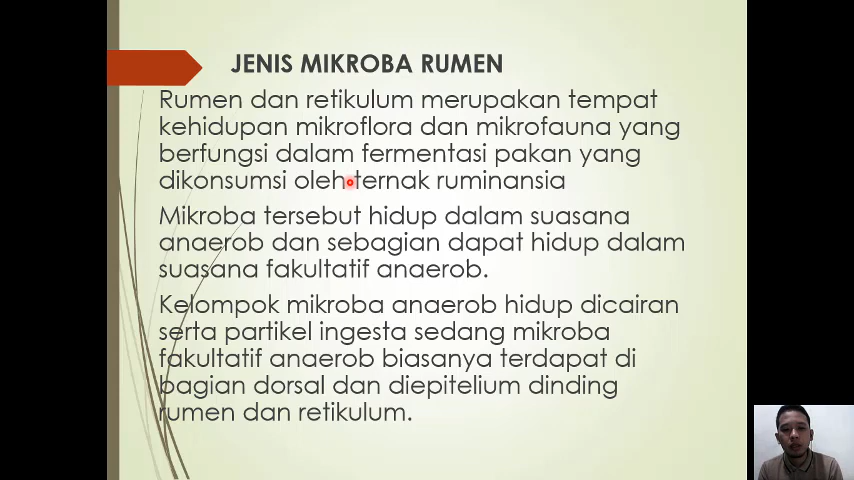 JENIS MIKROBA RUMEN
Rumen dan retikulum merupakan tempat
kehidupan mikroflora dan mikrofauna yang
berfungsi dalam fermentasi pakan yang
dikonsumsi oleh ternak ruminansia
Mikroba tersebut hidup dalam suasana
anaerob dan sebagian dapat hidup dalam
suasana fakultatif anaerob.
Kelompok mikroba anaerob hidup dicairan
serta partikel ingesta sedang mikroba
fakultatif anaerob biasanya terdapat di
bagian dorsal dan diepitelium dinding
rumen dan retikulum.